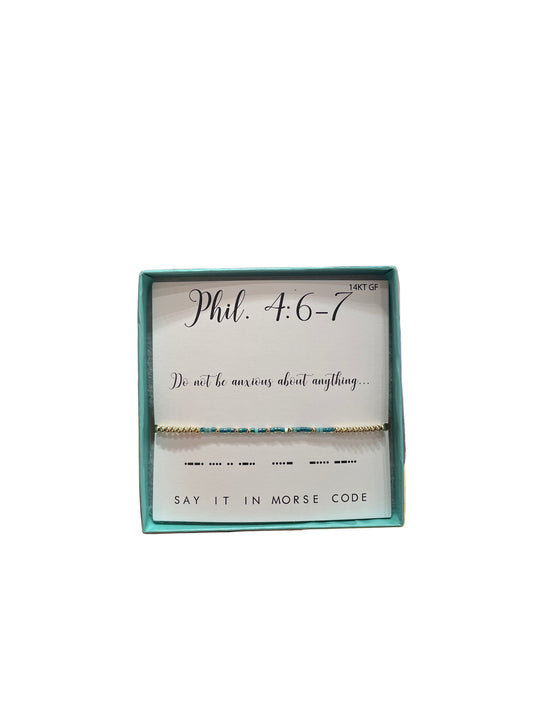 14KT GF
Phil. 4:6-7
Do not be anxious about anything...
SAY IT IN MORSE CODE